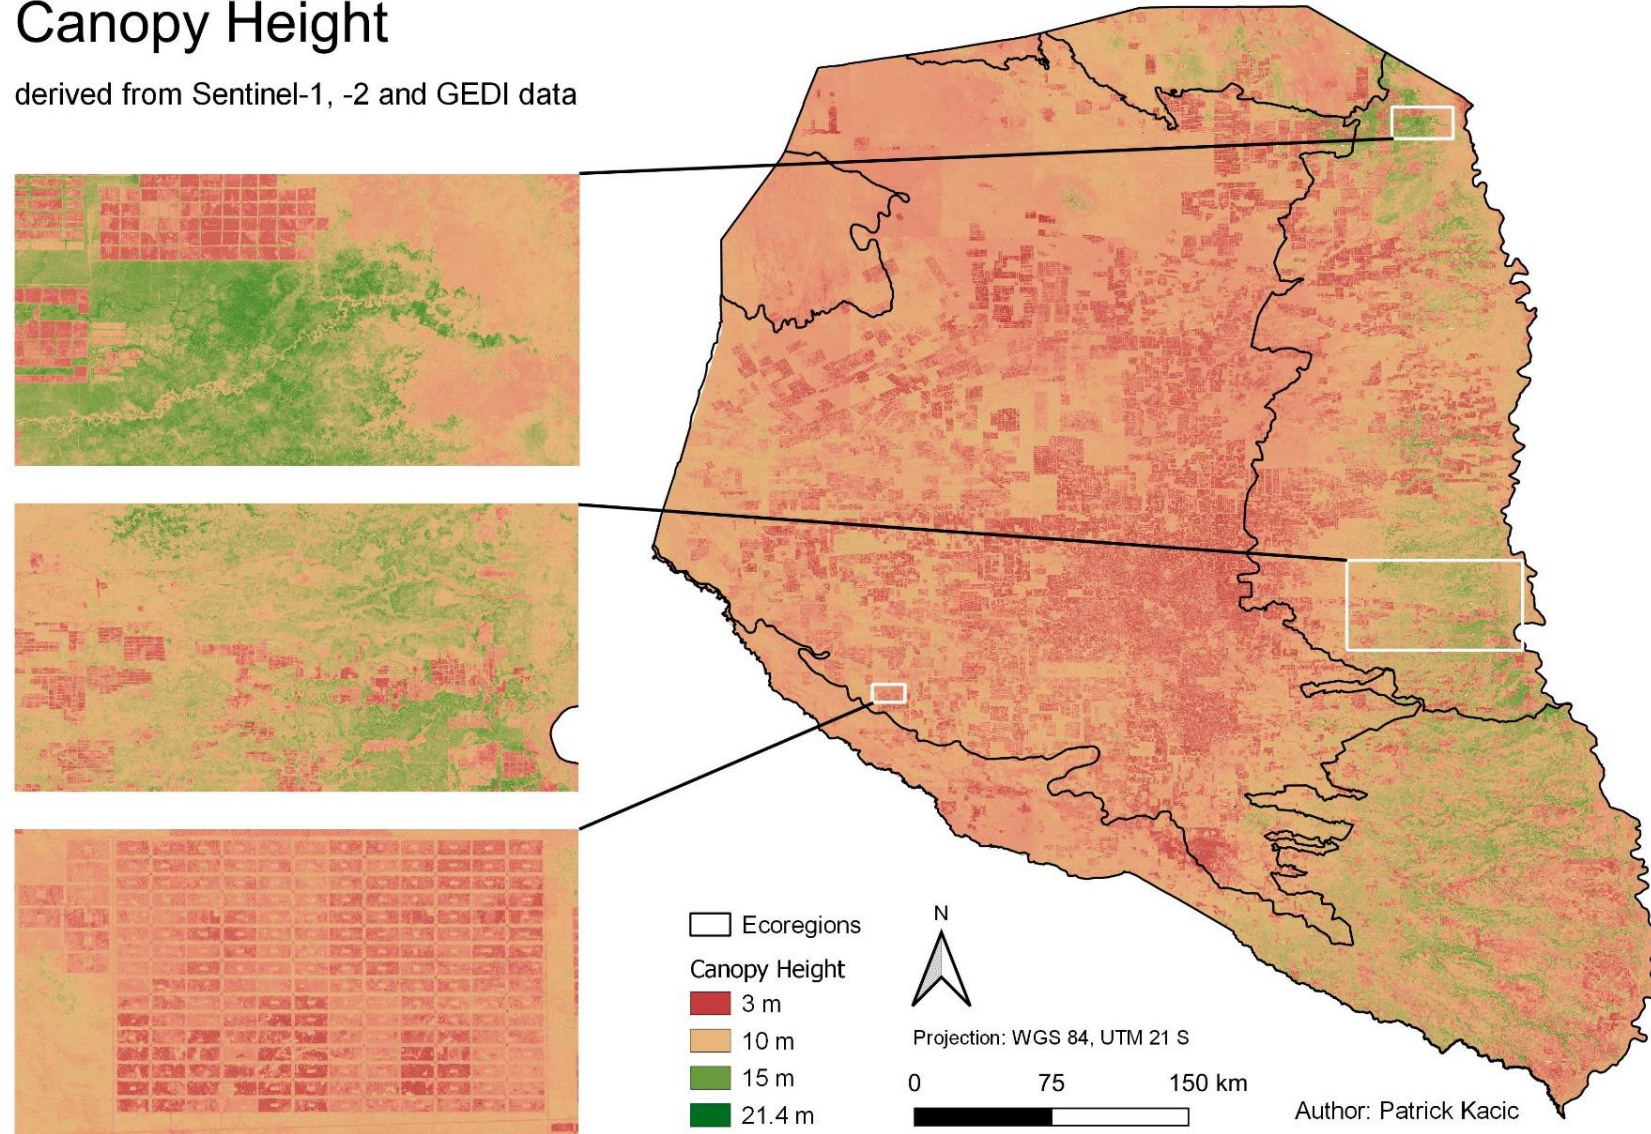 Canopy Height
derived from Sentinel-1, -2 and GEDI data
Ecoregions
Canopy Height
3 m
10 m
15 m
21.4 m
N
Projection: WGS 84, UTM 21 S
0 75 150 km
Author: Patrick Kacic